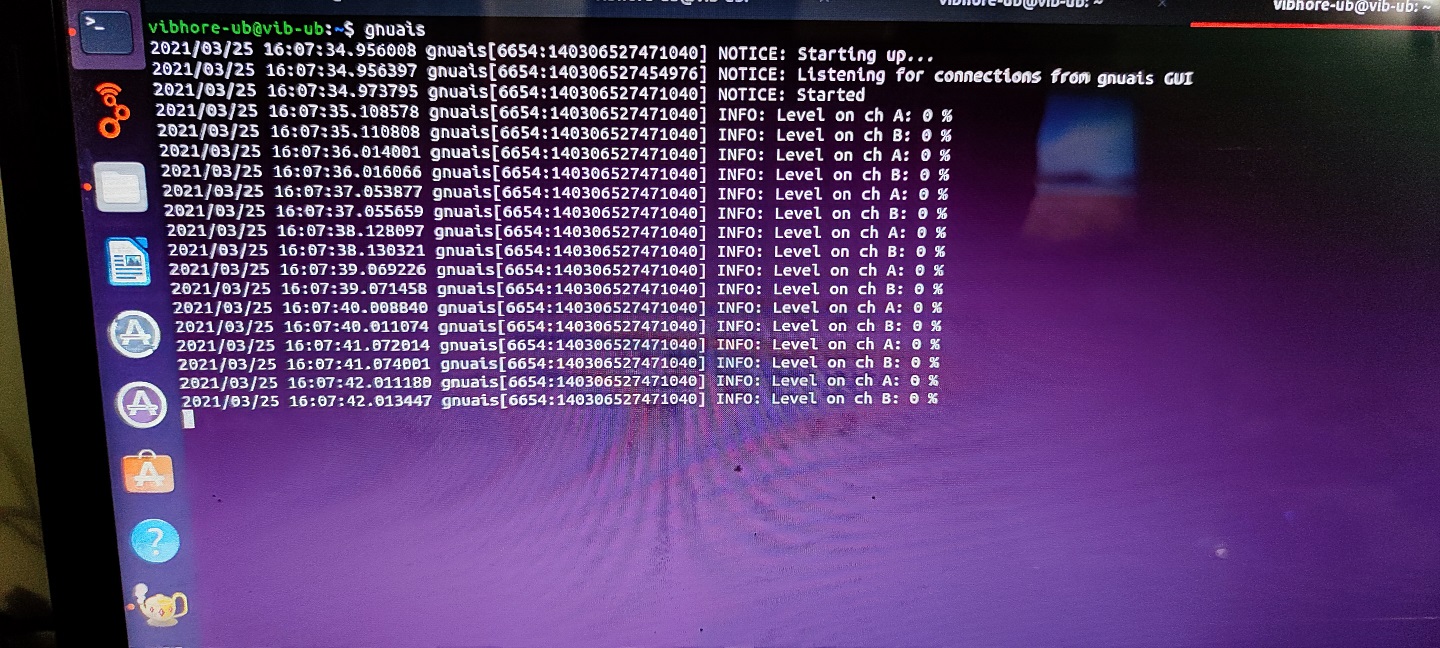 vibhore-ub@vib-ub: ~
vibhore-ub@vib-ub: ~
vibhore-ub@vib-ub:~$ gnuais
2021/03/25 16:07:34.956008 gnuais[6654:140306527471040] NOTICE: Starting up...
2021/03/25 16:07:34.956397 gnuais[6654:140306527454976] NOTICE: Listening for connections from gnuais GUI
2021/03/25 16:07:34.973795 gnuais[6654:140306527471040] NOTICE: Started
2021/03/25 16:07:35.108578 gnuais[6654:140306527471040] INFO: Level on ch A: 0 %
2021/03/25 16:07:35.110808 gnuais[6654:140306527471040] INFO: Level on ch B: 0 %
2021/03/25 16:07:36.014001 gnuais[6654:140306527471040] INFO: Level on ch A: 0 %
2021/03/25 16:07:36.016066 gnuais[6654:140306527471040] INFO: Level on ch B: 0 %
2021/03/25 16:07:37.053877 gnuais[6654:140306527471040] INFO: Level on ch A: 0 %
2021/03/25 16:07:37.055659 gnuais[6654:140306527471040] INFO: Level on ch B: 0 %
2021/03/25 16:07:38.128097 gnuais[6654:140306527471040] INFO: Level on ch A: 0 %
2021/03/25 16:07:38.130321 gnuais[6654:140306527471040] INFO: Level on ch B: 0 %
2021/03/25 16:07:39.069226 gnuais[6654:140306527471040] INFO: Level on ch A: 0 %
2021/03/25 16:07:39.071458 gnuais[6654:140306527471040] INFO: Level on ch B: 0 %
2021/03/25 16:07:40.008840 gnuais[6654:140306527471040] INFO: Level on ch A: 0 %
2021/03/25 16:07:40.011074 gnuais[6654:140306527471040] INFO: Level on ch B: 0 %
2021/03/25 16:07:41.072014 gnuais[6654:140306527471040] INFO: Level on ch A: 0 %
2021/03/25 16:07:41.074001 gnuais[6654:140306527471040] INFO: Level on ch B: 0 %
2021/03/25 16:07:42.011180 gnuais[6654:140306527471040] INFO: Level on ch A: 0 %
2021/03/25 16:07:42.013447 gnuais[6654:140306527471040] INFO: Level on ch B: 0 %